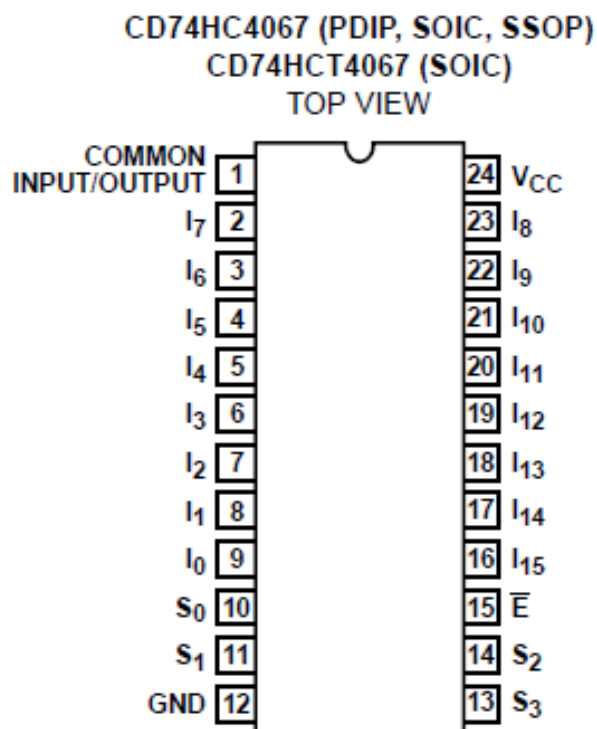 CD74HC4067 (PDIP, SOIC, SSOP)
CD74HCT4067 (SOIC)
TOP VIEW
COMMON
INPUT/OUTPUT 1 24 VCC
I7 2 23 I8
I6 3 22 I9
I5 4 21 I10
I4 5 20 I11
I3 6 19 I12
I2 7 18 I13
I1 8 17 I14
I0 9 16 I15
S0 10 15 E̅
S1 11 14 S2
GND 12 13 S3